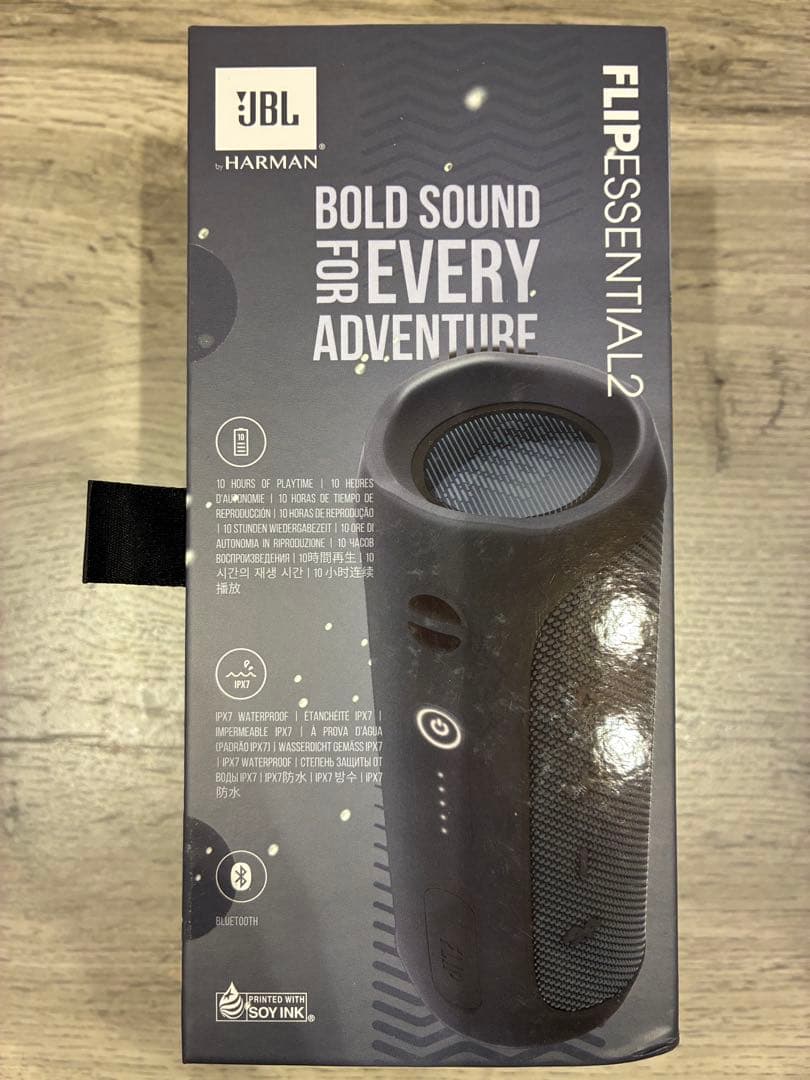 JBL
by HARMAN
FLIPESSENTIAL2
BOLD SOUND
FOR EVERY
ADVENTURE
10
10 HOURS OF PLAYTIME | 10 HEURES
D'AUTONOMIE | 10 HORAS DE TIEMPO DE
REPRODUCCIÓN | 10 HORAS DE REPRODUÇÃO
| 10 STUNDEN WIEDERGABEZEIT | 10 ORE DI
AUTONOMIA IN RIPRODUZIONE | 10 ЧАСОВ
ВОСПРОИЗВЕДЕНИЯ | 10時間再生 | 10
시간의 재생 시간 | 10 小时连续
播放
IPX7
IPX7 WATERPROOF | ÉTANCHÉITÉ IPX7 |
IMPERMEABLE IPX7 | À PROVA D'ÁGUA
(PADRÃO IPX7) | WASSERDICHT GEMÄSS IPX7
| IPX7 WATERPROOF | СТЕПЕНЬ ЗАЩИТЫ ОТ
ВОДЫ IPX7 | IPX7防水 | IPX7 방수 | IPX7
防水
BLUETOOTH
FLIP
PRINTED WITH
SOY INK®